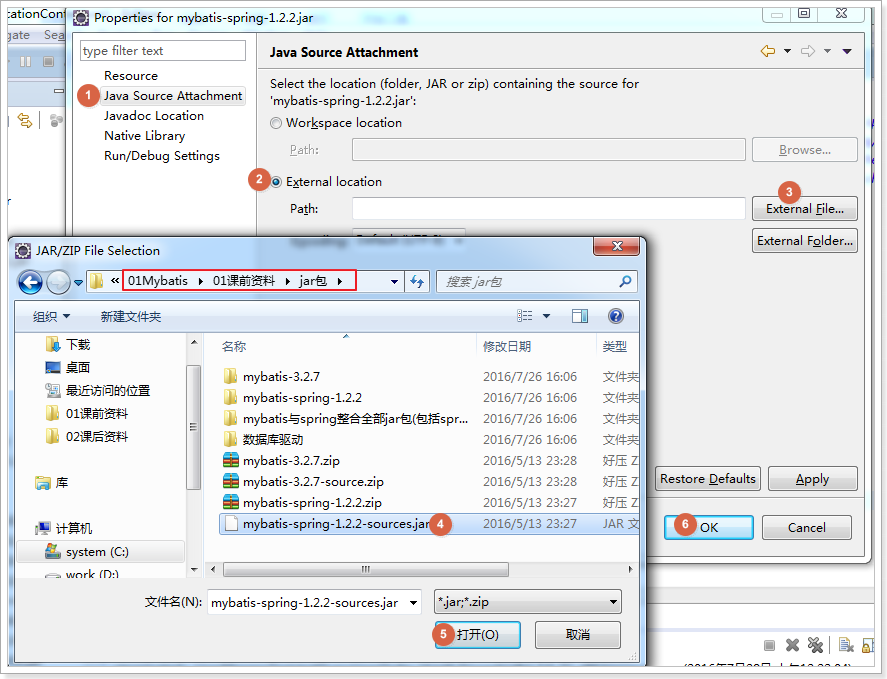 cationConf
Properties for mybatis-spring-1.2.2.jar
gate Sea
type filter text
Resource
1
Java Source Attachment
Javadoc Location
Native Library
Run/Debug Settings
Java Source Attachment
Select the location (folder, JAR or zip) containing the source for
'mybatis-spring-1.2.2.jar':
Workspace location
Path:
Browse...
2
External location
3
Path:
External File...
External Folder...
JAR/ZIP File Selection
« 01Mybatis 01课前资料 jar包
搜索 jar包
组织 新建文件夹
下载
桌面
最近访问的位置
01课前资料
02课后资料
库
计算机
system (C:)
work (D:)
名称 修改日期 类型
mybatis-3.2.7 2016/7/26 16:06 文件夹
mybatis-spring-1.2.2 2016/7/26 16:06 文件夹
mybatis与spring整合全部jar包(包括spr... 2016/7/26 16:06 文件夹
数据库驱动 2016/7/26 16:06 文件夹
mybatis-3.2.7.zip 2016/5/13 23:28 好压 Z
mybatis-3.2.7-source.zip 2016/5/13 23:28 好压 Z
mybatis-spring-1.2.2.zip 2016/5/13 23:27 好压 Z
mybatis-spring-1.2.2-sources.jar 4 2016/5/13 23:27 JAR 文
文件名(N): mybatis-spring-1.2.2-sources.jar *.jar;*.zip
5 打开(O) 取消
Restore Defaults Apply
6 OK Cancel